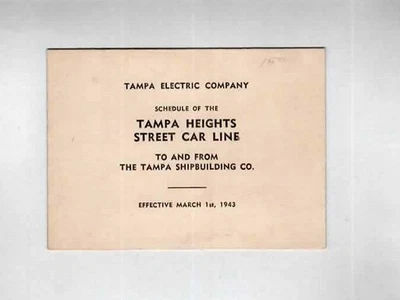 TAMPA ELECTRIC COMPANY
SCHEDULE OF THE
TAMPA HEIGHTS
STREET CAR LINE
TO AND FROM
THE TAMPA SHIPBUILDING CO.
EFFECTIVE MARCH 1st, 1943